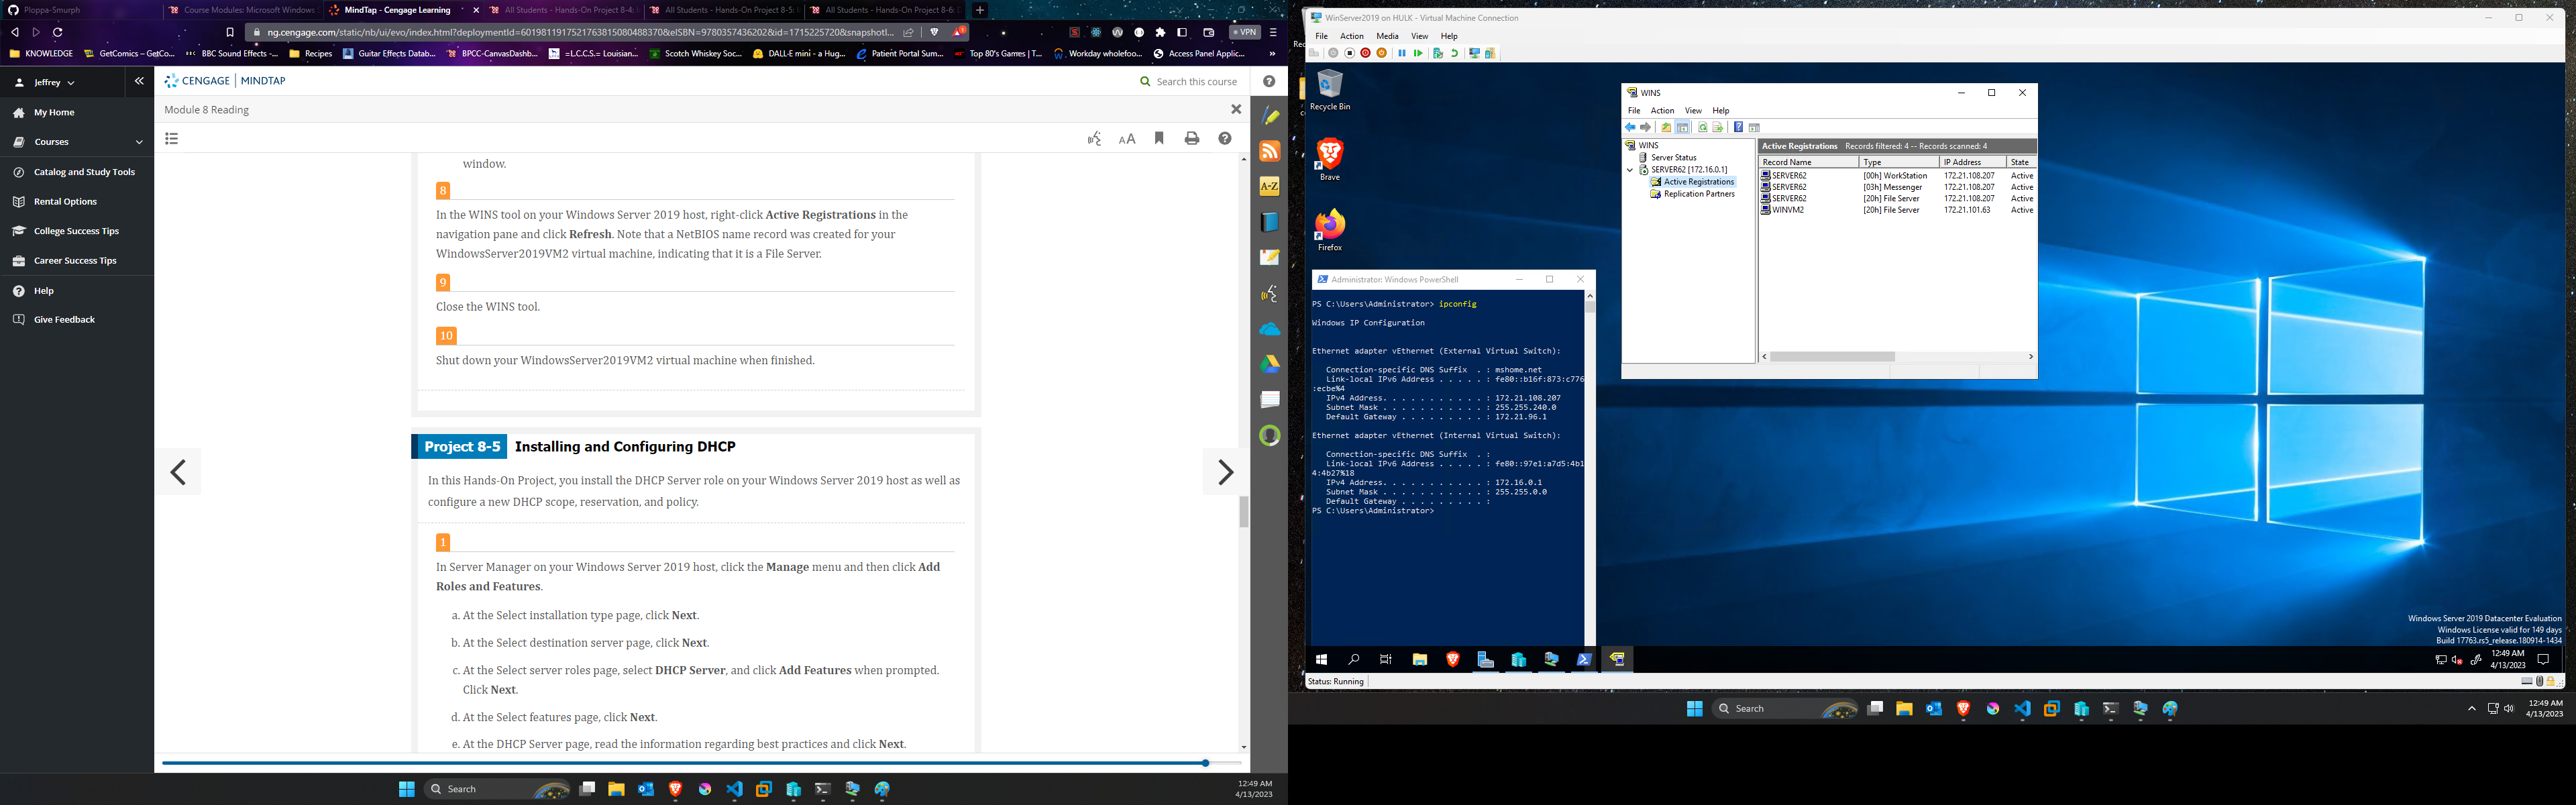 Ploppa-Smurph
Course Modules: Microsoft Windows S
MindTap - Cengage Learning
All Students - Hands-On Project 8-4:
All Students - Hands-On Project 8-5:
All Students - Hands-On Project 8-6:
ng.cengage.com/static/nb/ui/evo/index.html?deploymentId=6019811917521763815080488370&eISBN=9780357436202&id=1715225720&snapshotI...
VPN
KNOWLEDGE
GetComics – GetCo...
BBC Sound Effects -...
Recipes
Guitar Effects Datab...
BPCC-CanvasDashb...
=L.C.C.S.= Louisian...
Scotch Whiskey Soc...
DALL·E mini - a Hug...
Patient Portal Sum...
Top 80's Games | T...
Workday wholefoo...
Access Panel Applic...
Jeffrey
My Home
Courses
Catalog and Study Tools
Rental Options
College Success Tips
Career Success Tips
Help
Give Feedback
CENGAGE | MINDTAP
Search this course
Module 8 Reading
AA
A-Z
window.
8
In the WINS tool on your Windows Server 2019 host, right-click Active Registrations in the
navigation pane and click Refresh. Note that a NetBIOS name record was created for your
WindowsServer2019VM2 virtual machine, indicating that it is a File Server.
9
Close the WINS tool.
10
Shut down your WindowsServer2019VM2 virtual machine when finished.
Project 8-5 Installing and Configuring DHCP
In this Hands-On Project, you install the DHCP Server role on your Windows Server 2019 host as well as
configure a new DHCP scope, reservation, and policy.
1
In Server Manager on your Windows Server 2019 host, click the Manage menu and then click Add
Roles and Features.
a. At the Select installation type page, click Next.
b. At the Select destination server page, click Next.
c. At the Select server roles page, select DHCP Server, and click Add Features when prompted.
Click Next.
d. At the Select features page, click Next.
e. At the DHCP Server page, read the information regarding best practices and click Next.
Search
12:49 AM
4/13/2023
WinServer2019 on HULK - Virtual Machine Connection
File Action Media View Help
Recycle Bin
Brave
Firefox
WINS
File Action View Help
WINS
Server Status
SERVER62 [172.16.0.1]
Active Registrations
Replication Partners
Active Registrations Records filtered: 4 -- Records scanned: 4
Record Name Type IP Address State
SERVER62 [00h] WorkStation 172.21.108.207 Active
SERVER62 [03h] Messenger 172.21.108.207 Active
SERVER62 [20h] File Server 172.21.108.207 Active
WINVM2 [20h] File Server 172.21.101.63 Active
Administrator: Windows PowerShell
PS C:\Users\Administrator> ipconfig
Windows IP Configuration
Ethernet adapter vEthernet (External Virtual Switch):
Connection-specific DNS Suffix . : mshome.net
Link-local IPv6 Address . . . . . : fe80::b16f:873:c776
:ecbe%4
IPv4 Address. . . . . . . . . . . : 172.21.108.207
Subnet Mask . . . . . . . . . . . : 255.255.240.0
Default Gateway . . . . . . . . . : 172.21.96.1
Ethernet adapter vEthernet (Internal Virtual Switch):
Connection-specific DNS Suffix . :
Link-local IPv6 Address . . . . . : fe80::97e1:a7d5:4b1
4:4b27%18
IPv4 Address. . . . . . . . . . . : 172.16.0.1
Subnet Mask . . . . . . . . . . . : 255.255.0.0
Default Gateway . . . . . . . . . :
PS C:\Users\Administrator>
Windows Server 2019 Datacenter Evaluation
Windows License valid for 149 days
Build 17763.rs5_release.180914-1434
12:49 AM
4/13/2023
Status: Running
Search
12:49 AM
4/13/2023